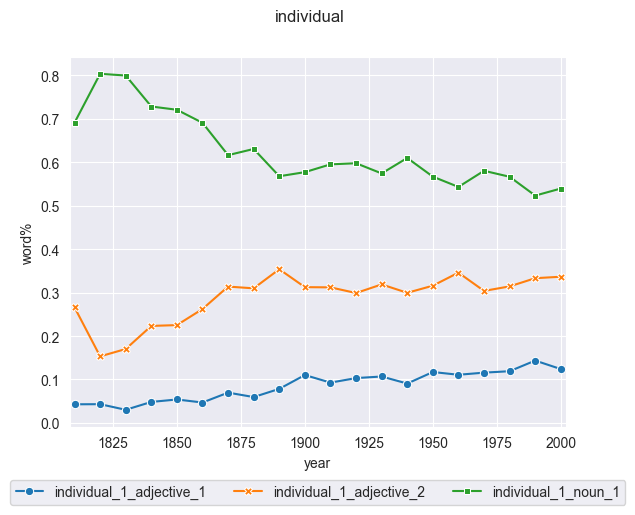 individual
0.8
0.7
0.6
0.5
0.4
0.3
0.2
0.1
0.0
word%
1825 1850 1875 1900 1925 1950 1975 2000
year
individual_1_adjective_1 individual_1_adjective_2 individual_1_noun_1